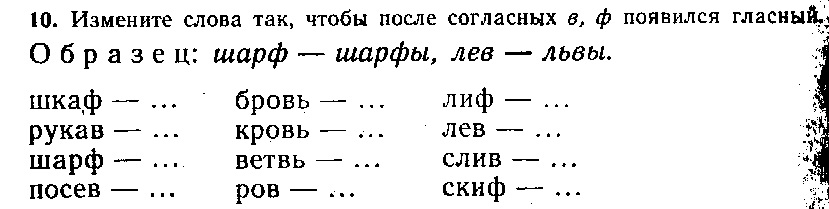 10. Измените слова так, чтобы после согласных в, ф появился гласный.
Образец: шарф — шарфы, лев — львы.
шкаф — ... бровь — ... лиф — ...
рукав — ... кровь — ... лев — ...
шарф — ... ветвь — ... слив — ...
посев — ... ров — ... скиф — ...